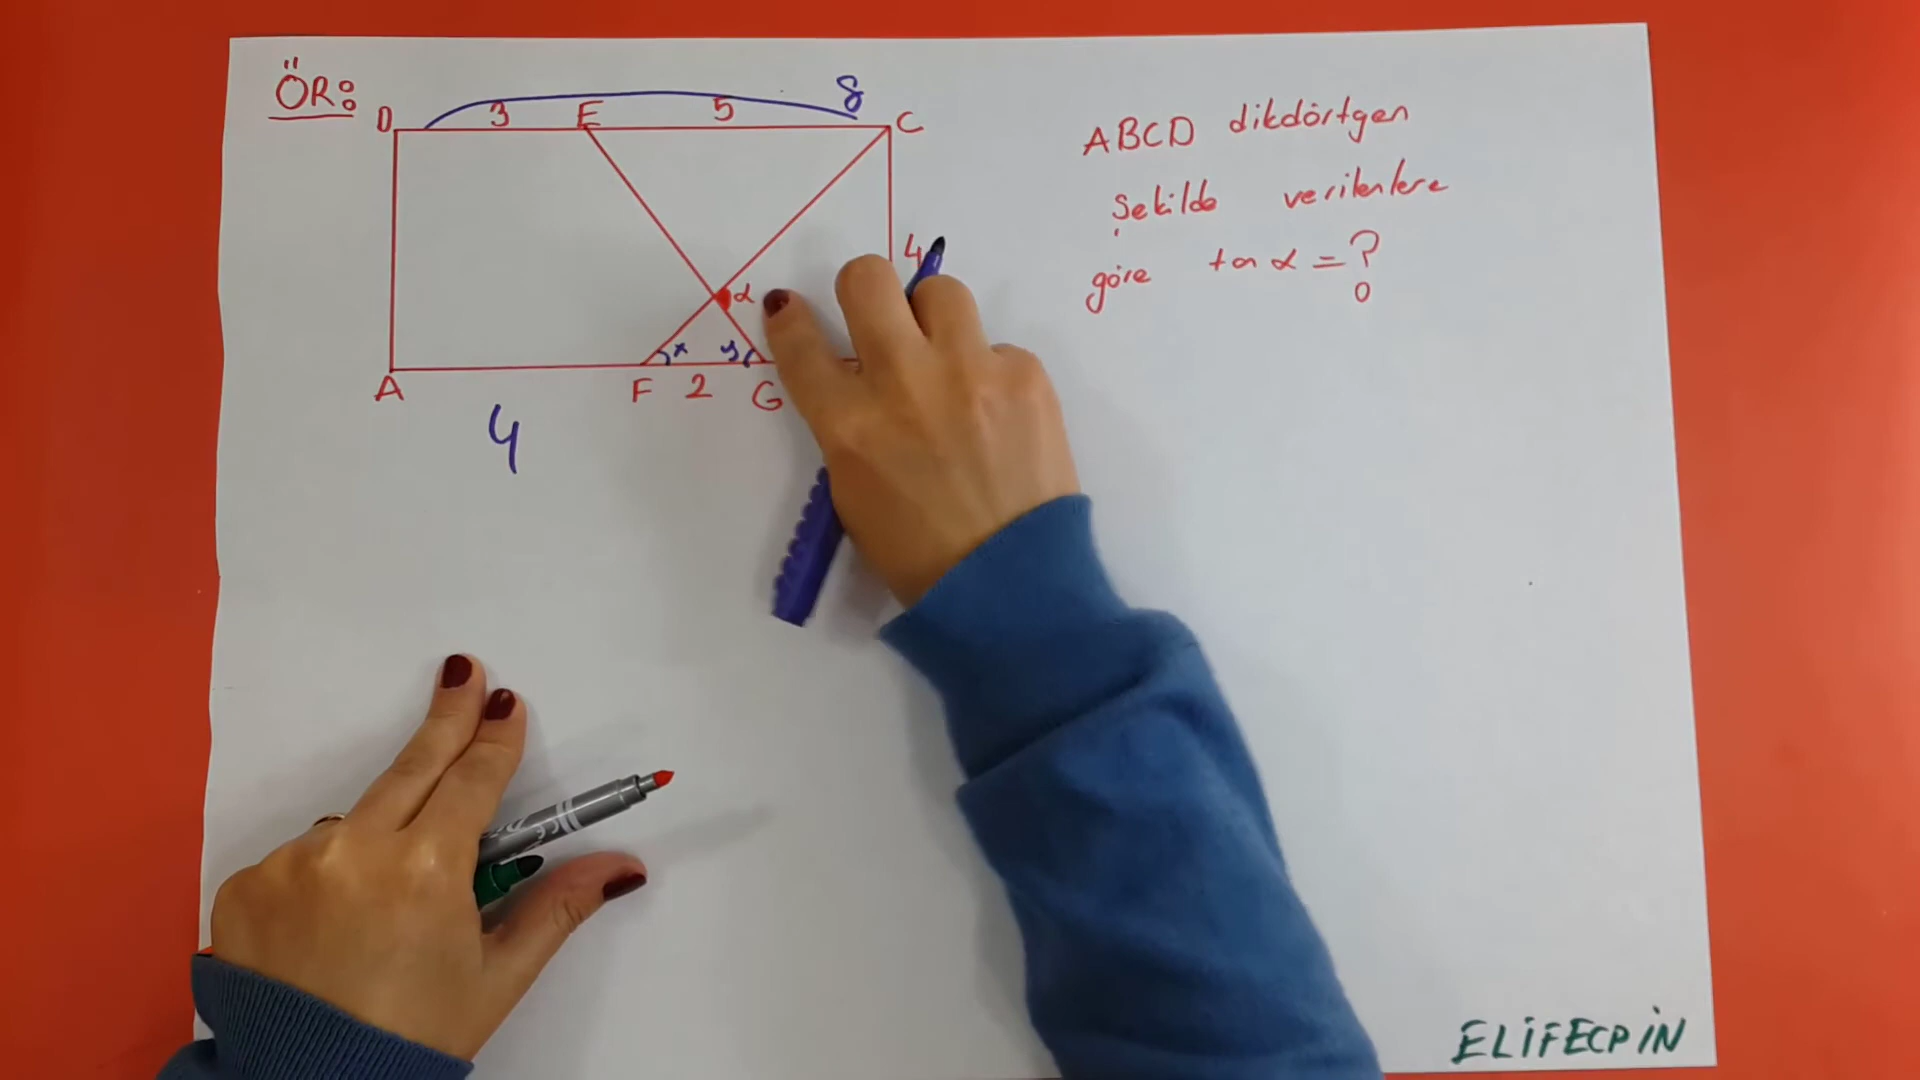 ÖR:
8
D 3 E 5 C
4
α
x y
A F 2 G
4
ABCD dikdörtgen
Şekilde verilenlere
göre tan α = ?
ELİFECPİN